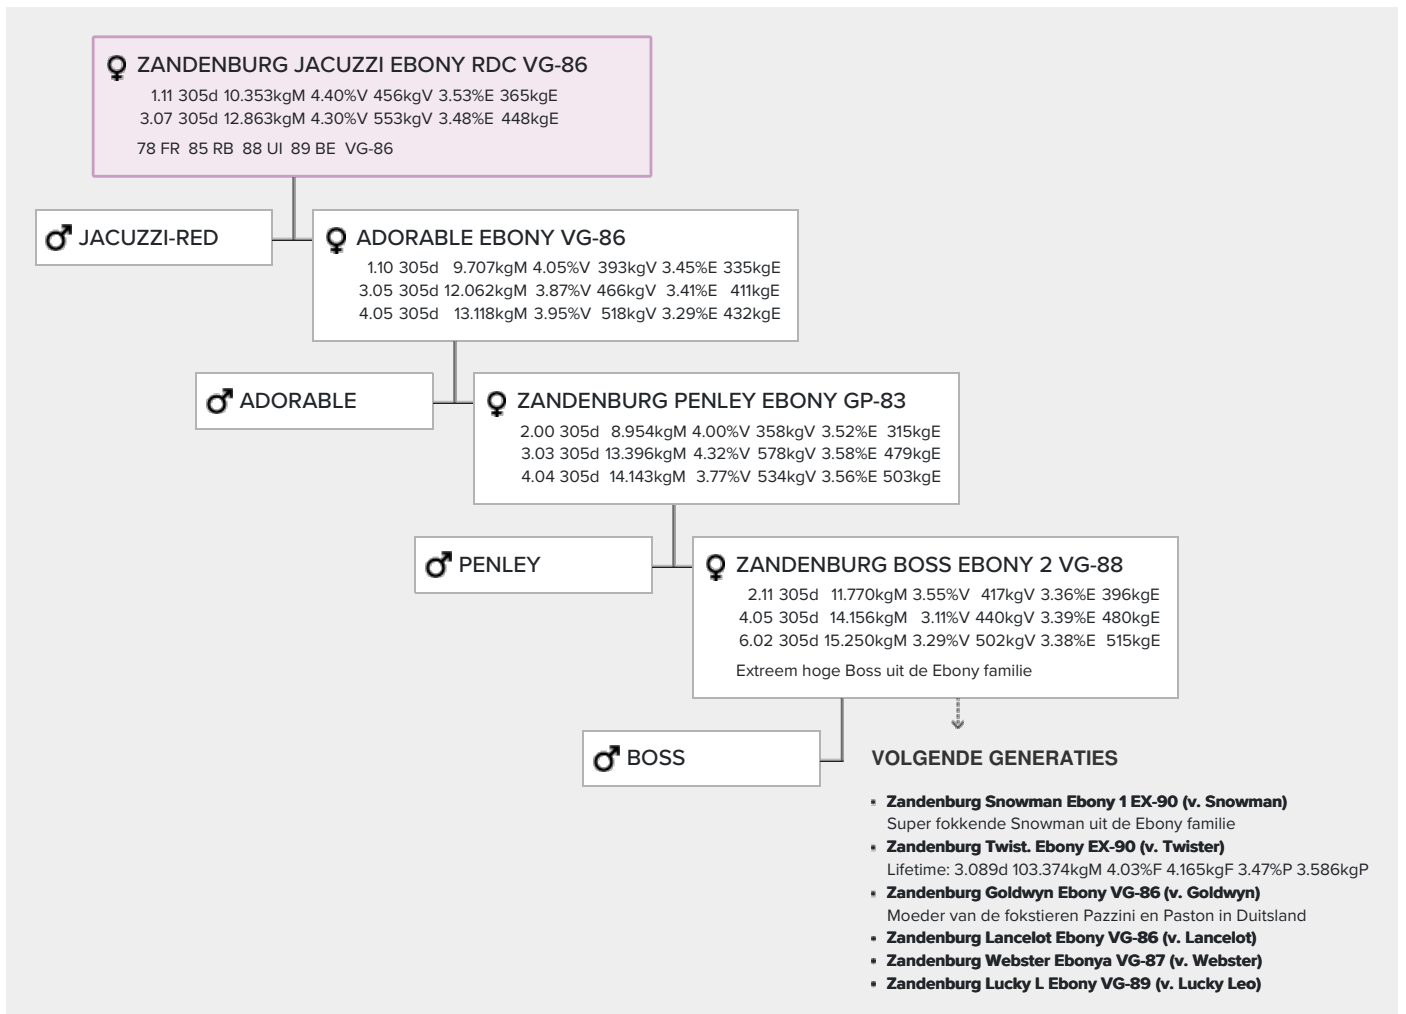 ZANDENBURG JACUZZI EBONY RDC VG-86
1.11 305d 10.353kgM 4.40%V 456kgV 3.53%E 365kgE
3.07 305d 12.863kgM 4.30%V 553kgV 3.48%E 448kgE
78 FR 85 RB 88 UI 89 BE VG-86
JACUZZI-RED
ADORABLE EBONY VG-86
1.10 305d 9.707kgM 4.05%V 393kgV 3.45%E 335kgE
3.05 305d 12.062kgM 3.87%V 466kgV 3.41%E 411kgE
4.05 305d 13.118kgM 3.95%V 518kgV 3.29%E 432kgE
ADORABLE
ZANDENBURG PENLEY EBONY GP-83
2.00 305d 8.954kgM 4.00%V 358kgV 3.52%E 315kgE
3.03 305d 13.396kgM 4.32%V 578kgV 3.58%E 479kgE
4.04 305d 14.143kgM 3.77%V 534kgV 3.56%E 503kgE
PENLEY
ZANDENBURG BOSS EBONY 2 VG-88
2.11 305d 11.770kgM 3.55%V 417kgV 3.36%E 396kgE
4.05 305d 14.156kgM 3.11%V 440kgV 3.39%E 480kgE
6.02 305d 15.250kgM 3.29%V 502kgV 3.38%E 515kgE
Extreem hoge Boss uit de Ebony familie
BOSS
VOLGENDE GENERATIES
Zandenburg Snowman Ebony 1 EX-90 (v. Snowman)
Super fokkende Snowman uit de Ebony familie
Zandenburg Twist. Ebony EX-90 (v. Twister)
Lifetime: 3.089d 103.374kgM 4.03%F 4.165kgF 3.47%P 3.586kgP
Zandenburg Goldwyn Ebony VG-86 (v. Goldwyn)
Moeder van de fokstieren Pazzini en Paston in Duitsland
Zandenburg Lancelot Ebony VG-86 (v. Lancelot)
Zandenburg Webster Ebonya VG-87 (v. Webster)
Zandenburg Lucky L Ebony VG-89 (v. Lucky Leo)